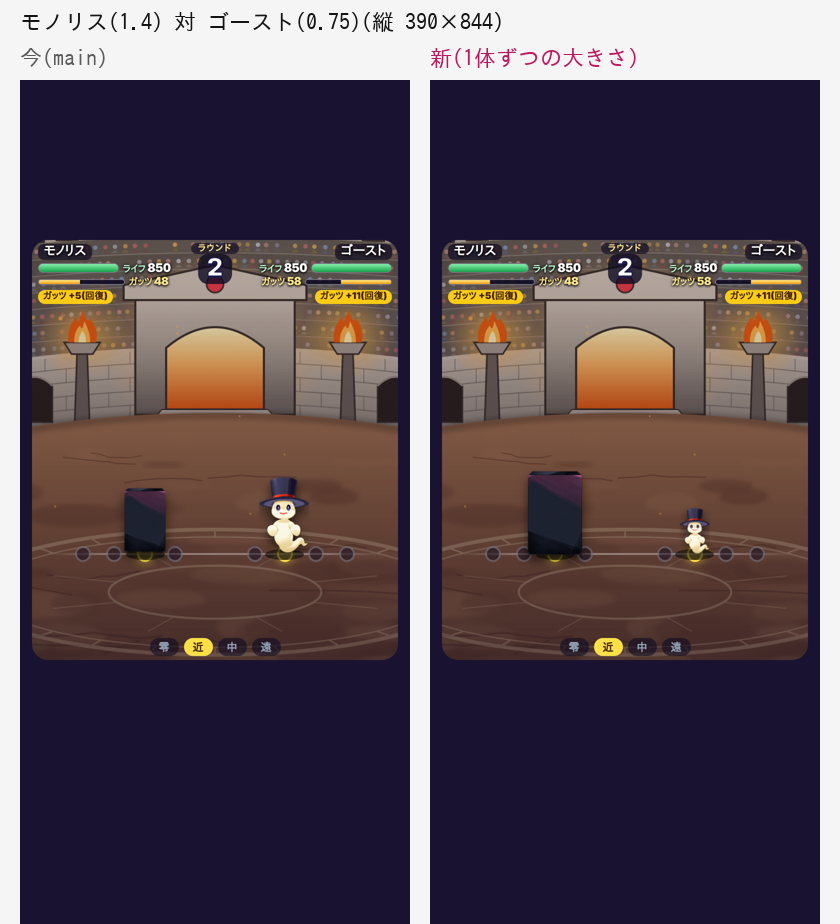 モノリス(1.4) 対 ゴースト(0.75)(縦 390×844)
今(main)
モノリス
ラウンド
2
ゴースト
ライフ 850
ライフ 850
ガッツ 48
ガッツ 58
ガッツ +5(回復)
ガッツ +11(回復)
零 近 中 遠
新(1体ずつの大きさ)
モノリス
ラウンド
2
ゴースト
ライフ 850
ライフ 850
ガッツ 48
ガッツ 58
ガッツ +5(回復)
ガッツ +11(回復)
零 近 中 遠